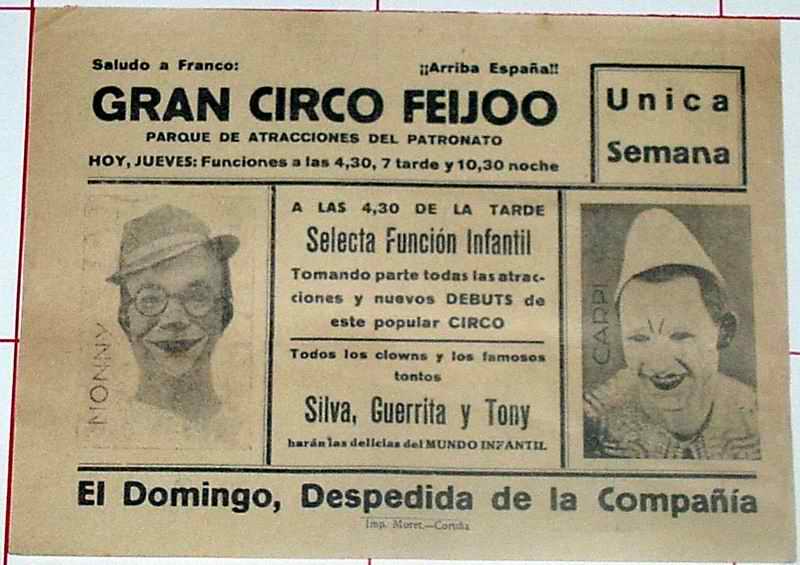 Saludo a Franco: ¡¡Arriba España!!
GRAN CIRCO FEIJOO
PARQUE DE ATRACCIONES DEL PATRONATO
HOY, JUEVES: Funciones a las 4,30, 7 tarde y 10,30 noche
Unica
Semana
NONNY
A LAS 4,30 DE LA TARDE
Selecta Función Infantil
Tomando parte todas las atrac-
ciones y nuevos DEBUTS de
este popular CIRCO
Todos los clowns y los famosos
tontos
Silva, Guerrita y Tony
harán las delicias del MUNDO INFANTIL
CARPI
El Domingo, Despedida de la Compañía
Imp. Moret.—Coruña